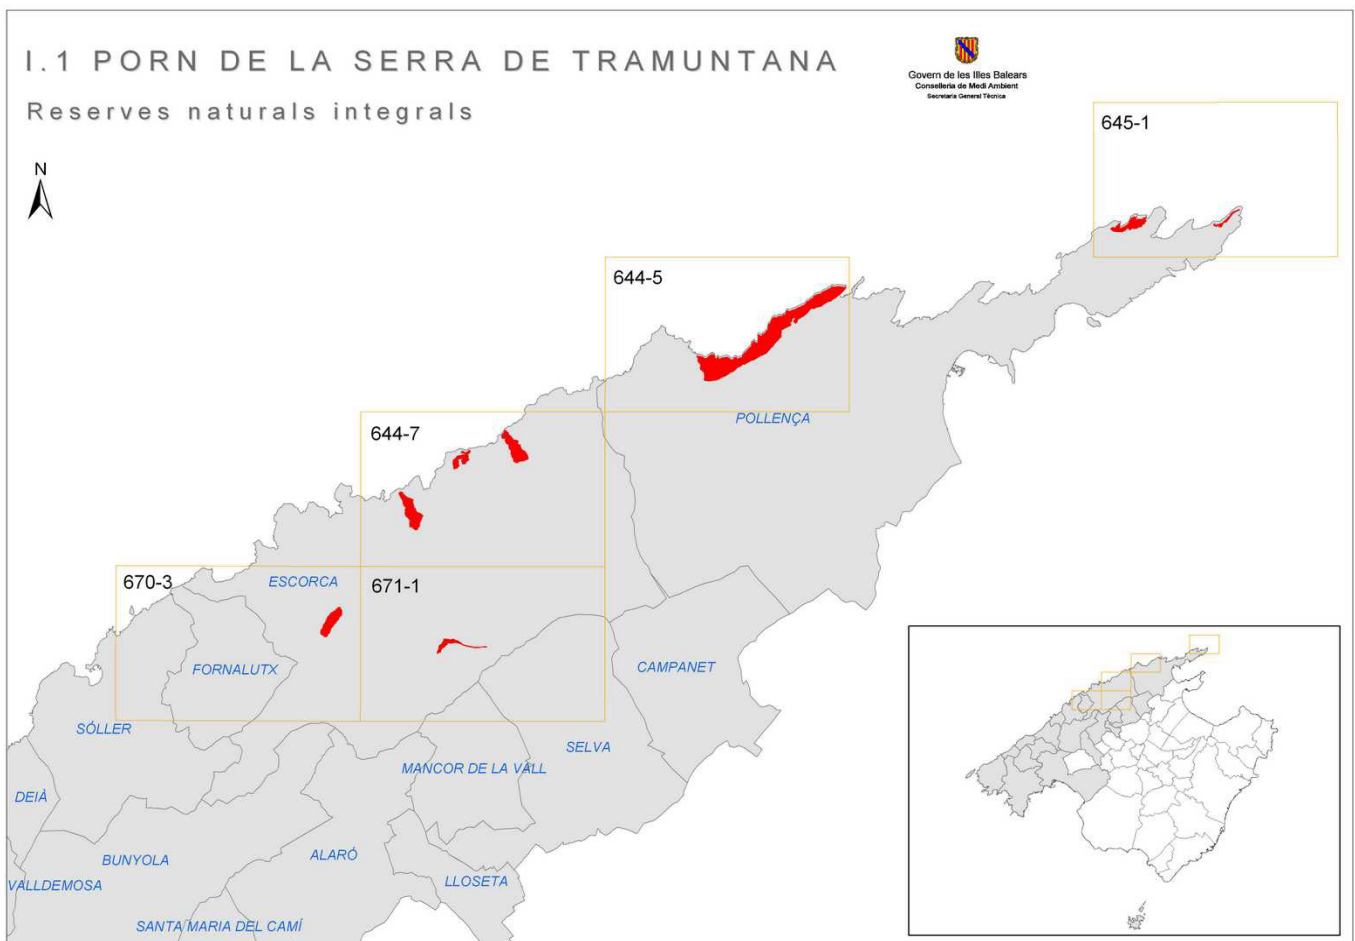 I.1 PORN DE LA SERRA DE TRAMUNTANA
Reserves naturals integrals
Govern de les Illes Balears
Conselleria de Medi Ambient
Secretaria General Tècnica
N
645-1
644-5
POLLENÇA
644-7
670-3
ESCORCA
671-1
FORNALUTX
CAMPANET
SÓLLER
SELVA
MANCOR DE LA VALL
DEIÀ
BUNYOLA
ALARÓ
VALLDEMOSA
LLOSETA
SANTA MARIA DEL CAMÍ